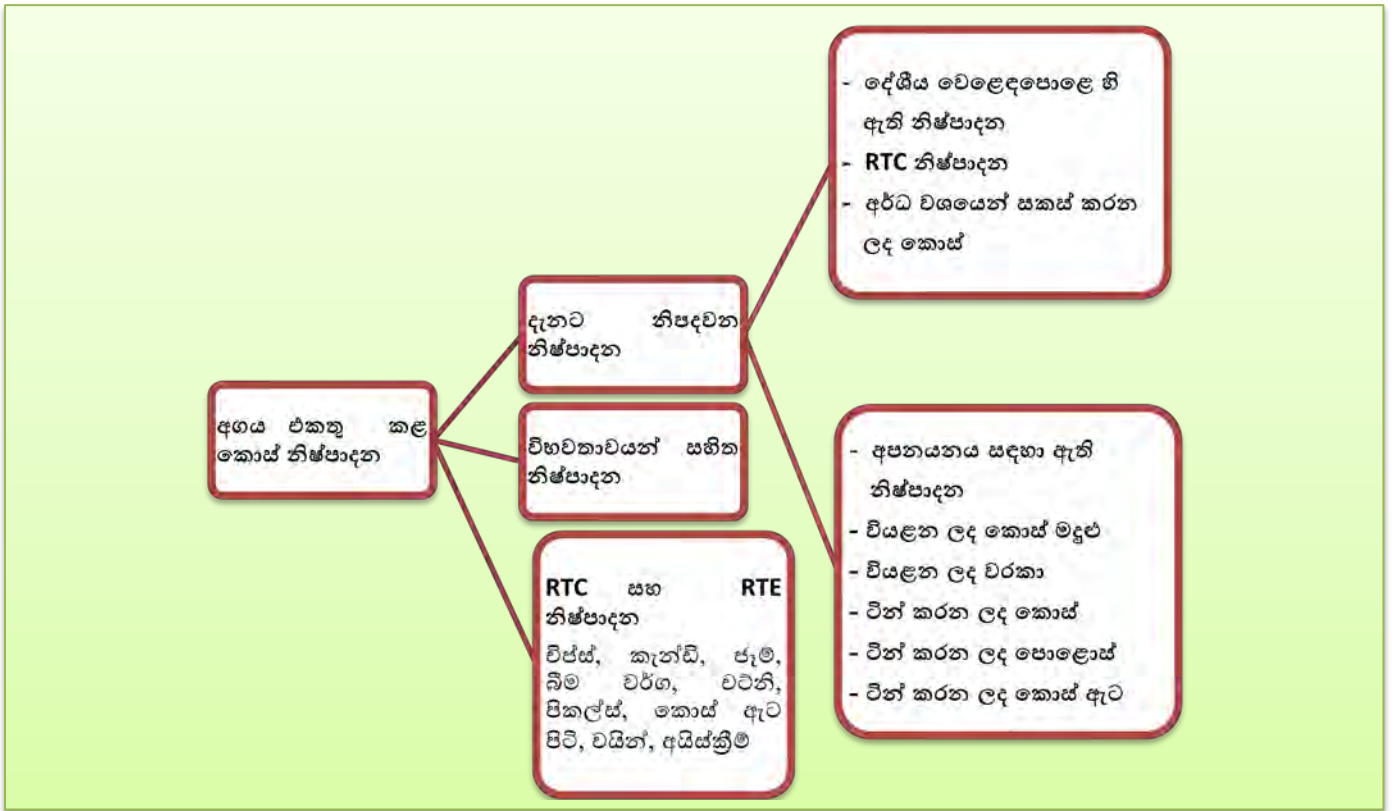 අගය එකතු කළ
කොස් නිෂ්පාදන
දැනට නිපදවන
නිෂ්පාදන
විභවතාවයන් සහිත
නිෂ්පාදන
RTC සහ RTE
නිෂ්පාදන
චිප්ස්, කැන්ඩි, ජෑම්,
බීම වර්ග, චට්නි,
පිකල්ස්, කොස් ඇට
පිටි, වයින්, අයිස්ක්‍රීම්
- දේශීය වෙළෙඳපොළෙ හි
ඇති නිෂ්පාදන
- RTC නිෂ්පාදන
- අර්ධ වශයෙන් සකස් කරන
ලද කොස්
- අපනයනය සඳහා ඇති
නිෂ්පාදන
- වියළන ලද කොස් මදුළු
- වියළන ලද වරකා
- ටින් කරන ලද කොස්
- ටින් කරන ලද පොළොස්
- ටින් කරන ලද කොස් ඇට